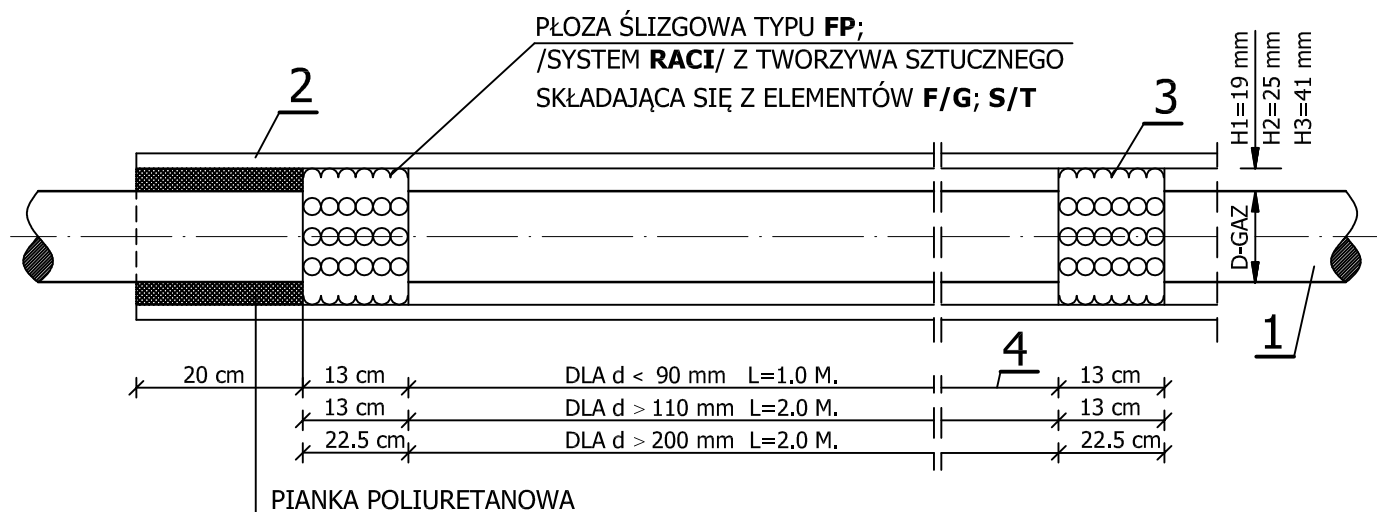 PŁOZA ŚLIZGOWA TYPU FP;
/SYSTEM RACI/ Z TWORZYWA SZTUCZNEGO
SKŁADAJĄCA SIĘ Z ELEMENTÓW F/G; S/T
2
3
H1=19 mm
H2=25 mm
H3=41 mm
D-GAZ
1
4
20 cm
13 cm
DLA d < 90 mm L=1.0 M.
13 cm
13 cm
DLA d > 110 mm L=2.0 M.
13 cm
22.5 cm
DLA d > 200 mm L=2.0 M.
22.5 cm
PIANKA POLIURETANOWA